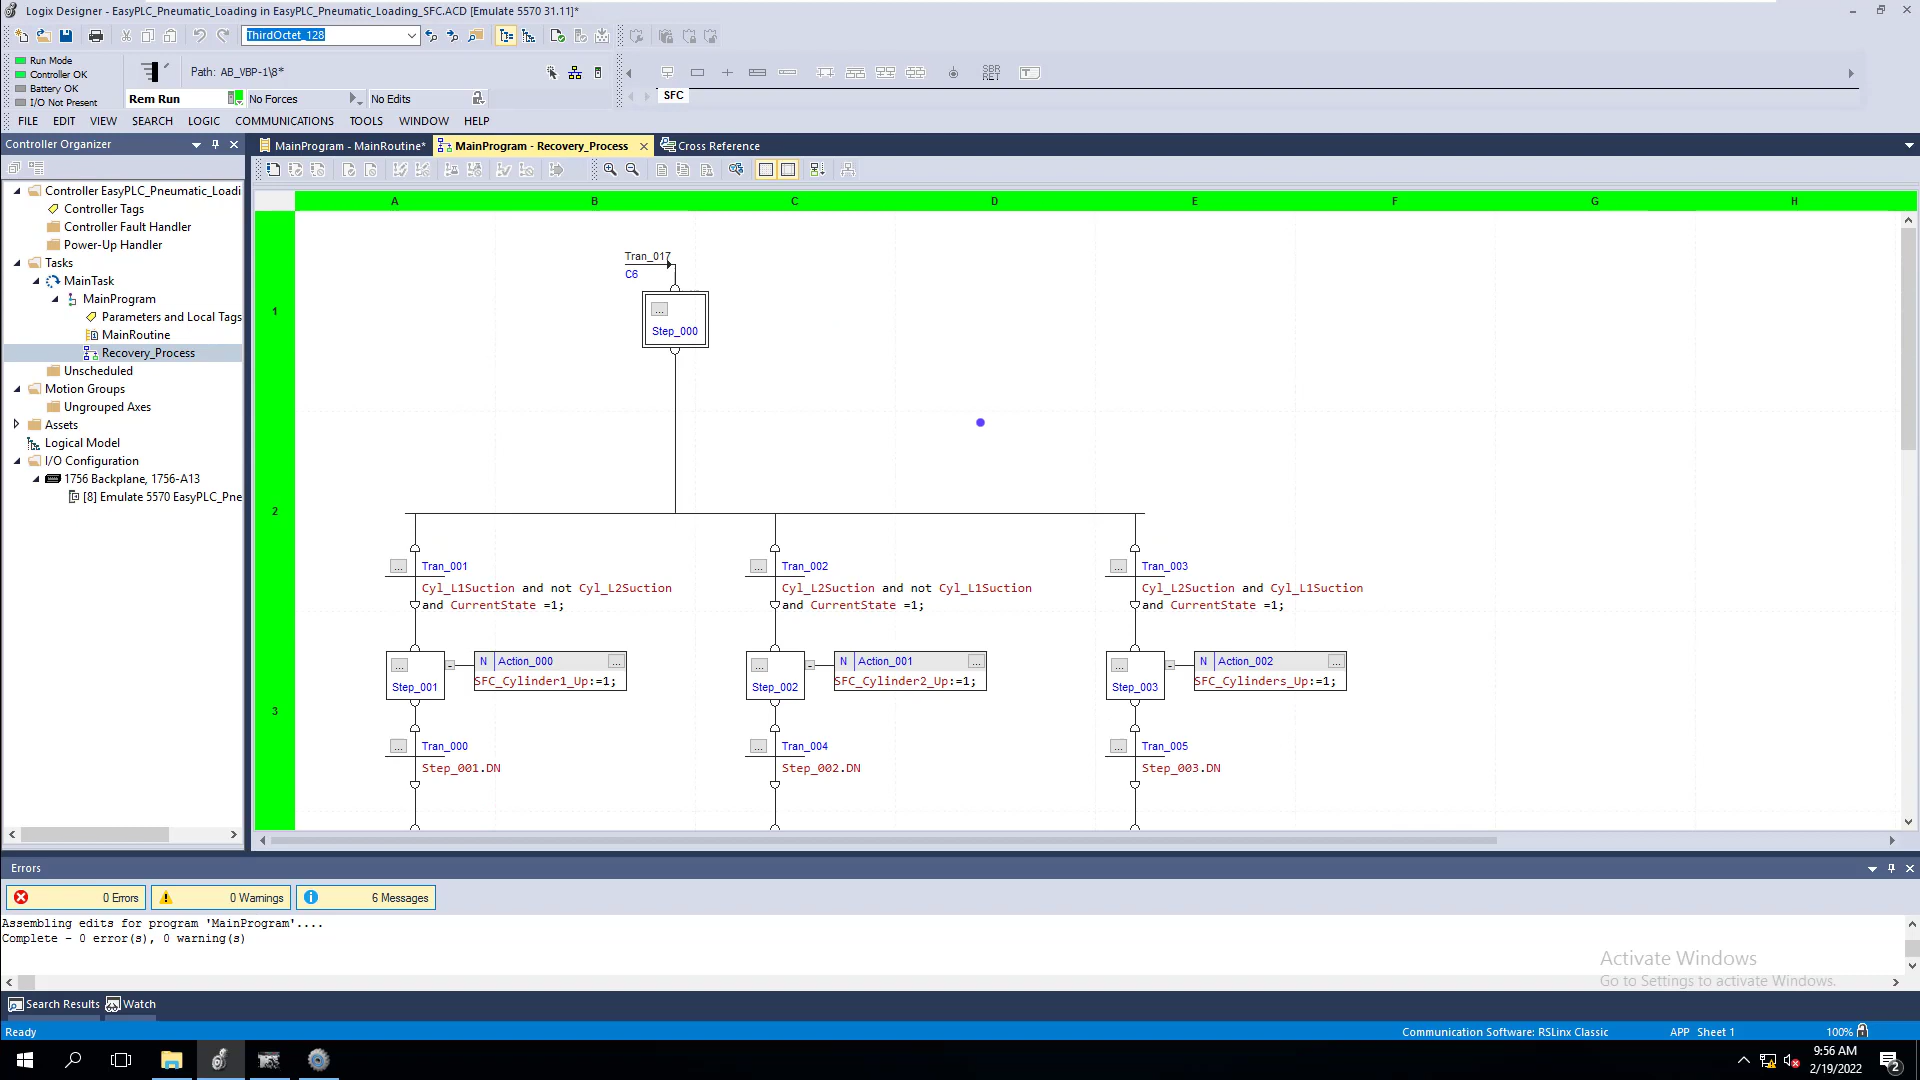 Logix Designer - EasyPLC_Pneumatic_Loading in EasyPLC_Pneumatic_Loading_SFC.ACD [Emulate 5570 31.11]*
ThirdOctet_128
Run Mode
Controller OK
Battery OK
I/O Not Present
Path: AB_VBP-1\8*
Rem Run
No Forces
No Edits
SBR
RET
SFC
FILE EDIT VIEW SEARCH LOGIC COMMUNICATIONS TOOLS WINDOW HELP
Controller Organizer
MainProgram - MainRoutine*
MainProgram - Recovery_Process
Cross Reference
Controller EasyPLC_Pneumatic_Loadi
Controller Tags
Controller Fault Handler
Power-Up Handler
Tasks
MainTask
MainProgram
Parameters and Local Tags
MainRoutine
Recovery_Process
Unscheduled
Motion Groups
Ungrouped Axes
Assets
Logical Model
I/O Configuration
1756 Backplane, 1756-A13
[8] Emulate 5570 EasyPLC_Pne
A B C D E F G H
Tran_017
C6
1
...
Step_000
2
... Tran_001
Cyl_L1Suction and not Cyl_L2Suction
and CurrentState =1;
... Tran_002
Cyl_L2Suction and not Cyl_L1Suction
and CurrentState =1;
... Tran_003
Cyl_L2Suction and Cyl_L1Suction
and CurrentState =1;
... Step_001
N Action_000 ...
SFC_Cylinder1_Up:=1;
... Step_002
N Action_001 ...
SFC_Cylinder2_Up:=1;
... Step_003
N Action_002 ...
SFC_Cylinders_Up:=1;
3
... Tran_000
Step_001.DN
... Tran_004
Step_002.DN
... Tran_005
Step_003.DN
Errors
0 Errors
0 Warnings
6 Messages
Assembling edits for program 'MainProgram'....
Complete - 0 error(s), 0 warning(s)
Activate Windows
Go to Settings to activate Windows.
Search Results
Watch
Ready
Communication Software: RSLinx Classic
APP Sheet 1
100%
9:56 AM
2/19/2022
2